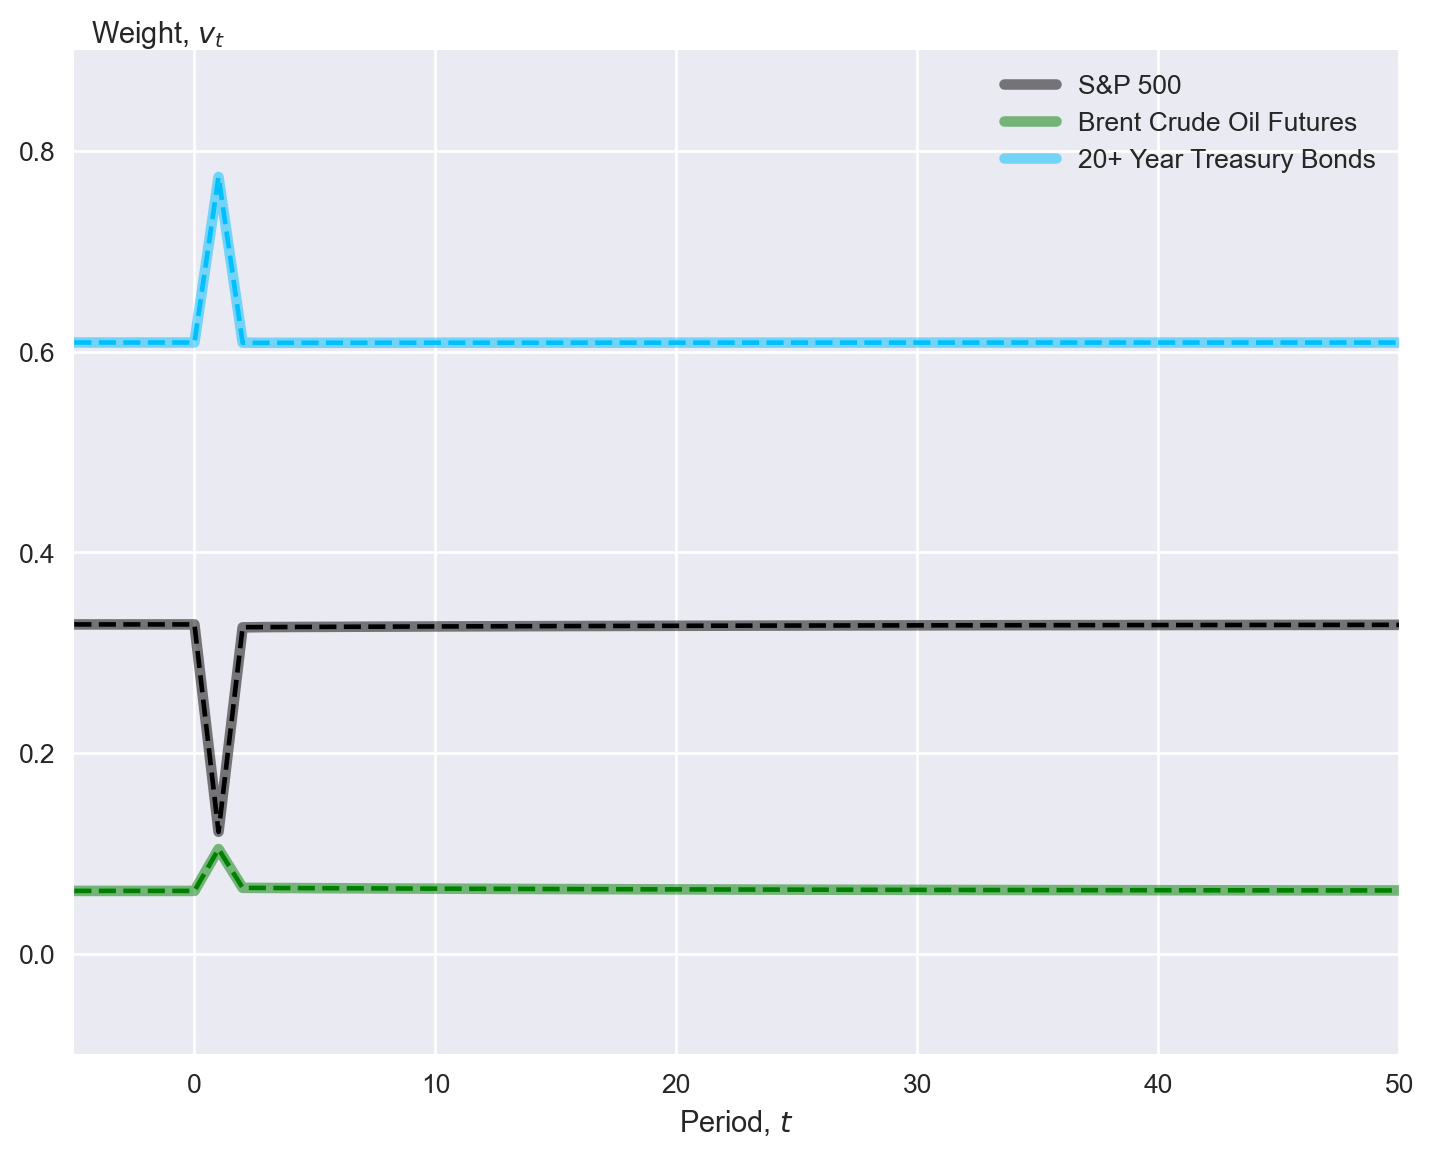 Weight, vₜ
S&P 500
Brent Crude Oil Futures
20+ Year Treasury Bonds
0.8
0.6
0.4
0.2
0.0
0 10 20 30 40 50
Period, t